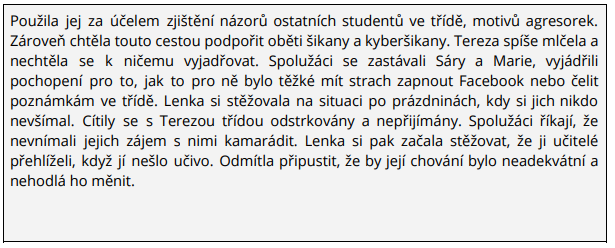 Použila jej za účelem zjištění názorů ostatních studentů ve třídě, motivů agresorek.
Zároveň chtěla touto cestou podpořit oběti šikany a kyberšikany. Tereza spíše mlčela a
nechtěla se k ničemu vyjadřovat. Spolužáci se zastávali Sáry a Marie, vyjádřili
pochopení pro to, jak to pro ně bylo těžké mít strach zapnout Facebook nebo čelit
poznámkám ve třídě. Lenka si stěžovala na situaci po prázdninách, kdy si jich nikdo
nevšímal. Cítily se s Terezou třídou odstrkovány a nepřijímány. Spolužáci říkají, že
nevnímali jejich zájem s nimi kamarádit. Lenka si pak začala stěžovat, že ji učitelé
přehlíželi, když jí nešlo učivo. Odmítla připustit, že by její chování bylo neadekvátní a
nehodlá ho měnit.